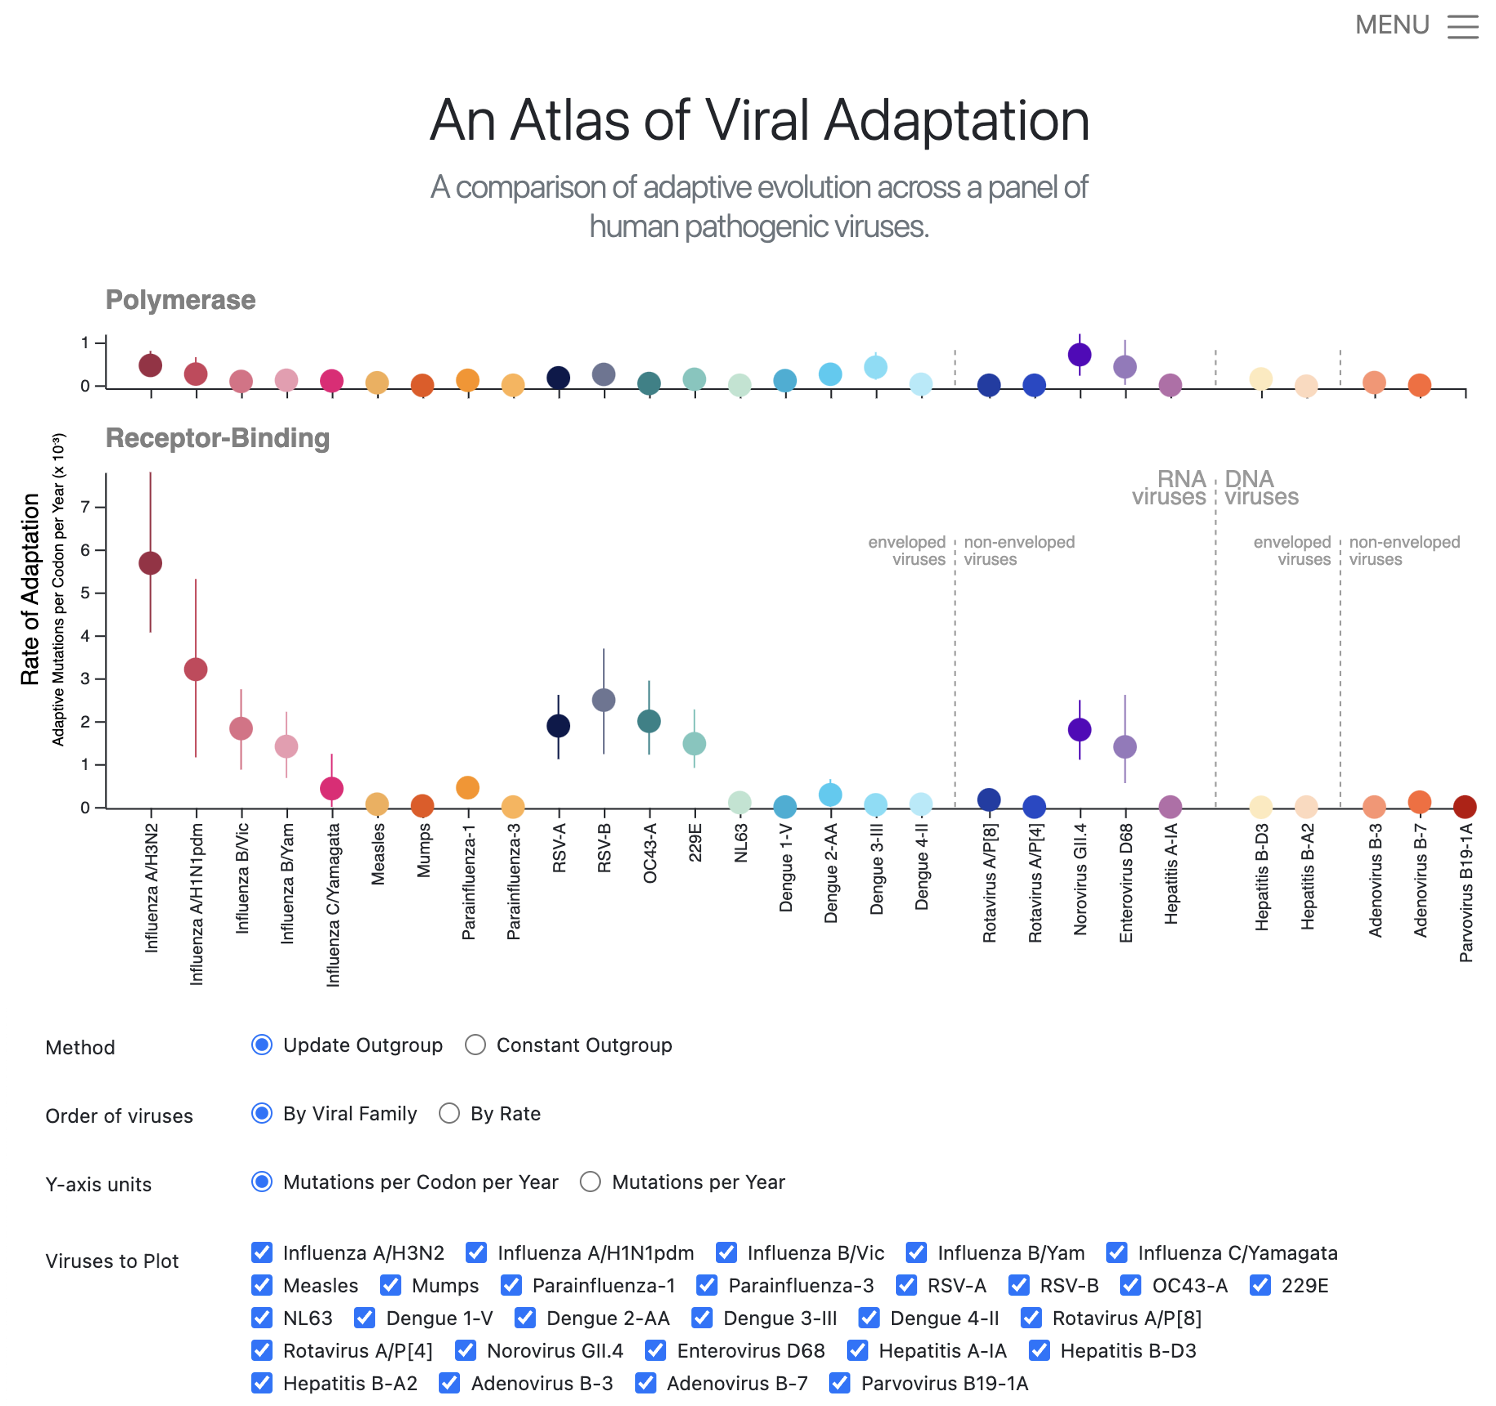 MENU
An Atlas of Viral Adaptation
A comparison of adaptive evolution across a panel of
human pathogenic viruses.
Polymerase
1
0
Receptor-Binding
Rate of Adaptation
Adaptive Mutations per Codon per Year (x 10⁻³)
7
6
5
4
3
2
1
0
RNA
viruses
DNA
viruses
enveloped
viruses
non-enveloped
viruses
enveloped
viruses
non-enveloped
viruses
Influenza A/H3N2
Influenza A/H1N1pdm
Influenza B/Vic
Influenza B/Yam
Influenza C/Yamagata
Measles
Mumps
Parainfluenza-1
Parainfluenza-3
RSV-A
RSV-B
OC43-A
229E
NL63
Dengue 1-V
Dengue 2-AA
Dengue 3-III
Dengue 4-II
Rotavirus A/P[8]
Rotavirus A/P[4]
Norovirus GII.4
Enterovirus D68
Hepatitis A-IA
Hepatitis B-D3
Hepatitis B-A2
Adenovirus B-3
Adenovirus B-7
Parvovirus B19-1A
Method Update Outgroup Constant Outgroup
Order of viruses By Viral Family By Rate
Y-axis units Mutations per Codon per Year Mutations per Year
Viruses to Plot Influenza A/H3N2 Influenza A/H1N1pdm Influenza B/Vic Influenza B/Yam Influenza C/Yamagata
Measles Mumps Parainfluenza-1 Parainfluenza-3 RSV-A RSV-B OC43-A 229E
NL63 Dengue 1-V Dengue 2-AA Dengue 3-III Dengue 4-II Rotavirus A/P[8]
Rotavirus A/P[4] Norovirus GII.4 Enterovirus D68 Hepatitis A-IA Hepatitis B-D3
Hepatitis B-A2 Adenovirus B-3 Adenovirus B-7 Parvovirus B19-1A